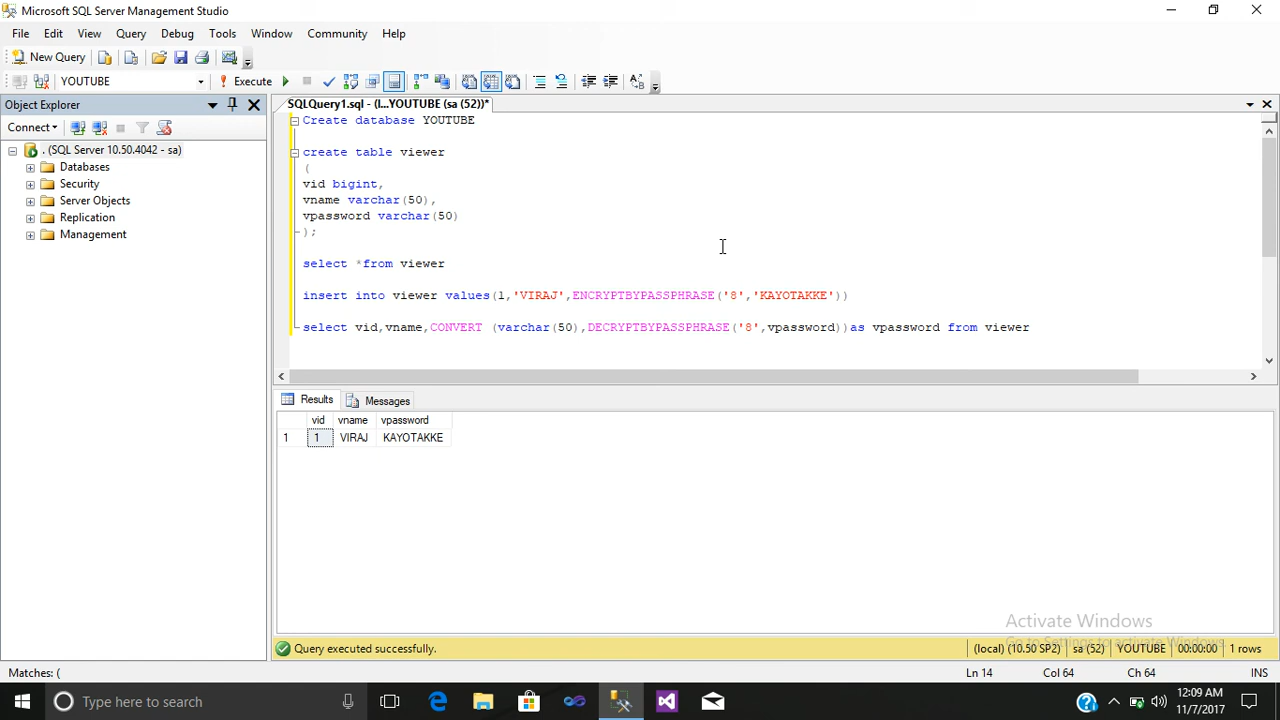 Microsoft SQL Server Management Studio
File Edit View Query Debug Tools Window Community Help
New Query
YOUTUBE Execute
Object Explorer
SQLQuery1.sql - (l...YOUTUBE (sa (52))*
Connect
. (SQL Server 10.50.4042 - sa)
Databases
Security
Server Objects
Replication
Management
Create database YOUTUBE
create table viewer
(
vid bigint,
vname varchar(50),
vpassword varchar(50)
);
select *from viewer
insert into viewer values(1,'VIRAJ',ENCRYPTBYPASSPHRASE('8','KAYOTAKKE'))
select vid,vname,CONVERT (varchar(50),DECRYPTBYPASSPHRASE('8',vpassword))as vpassword from viewer
Results Messages
vid vname vpassword
1 1 VIRAJ KAYOTAKKE
Activate Windows
Go to Settings to activate Windows.
Query executed successfully. (local) (10.50 SP2) sa (52) YOUTUBE 00:00:00 1 rows
Matches: ( Ln 14 Col 64 Ch 64 INS
Type here to search
12:09 AM
11/7/2017